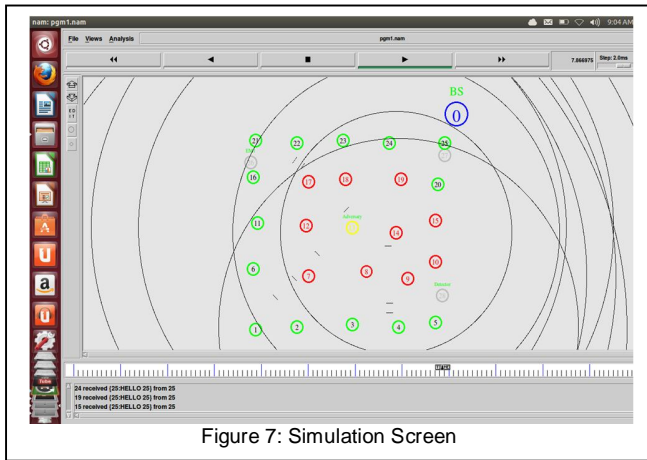 nam: pgm1.nam
9:04 AM
File Views Analysis
pgm1.nam
7.866975
Step: 2.0ms
BS
0
21
22
23
24
25
16
17
18
19
20
11
12
Adversary
14
15
6
7
8
9
10
1
2
3
4
5
24 received {25:HELLO 25} from 25
19 received {25:HELLO 25} from 25
15 received {25:HELLO 25} from 25
Figure 7: Simulation Screen